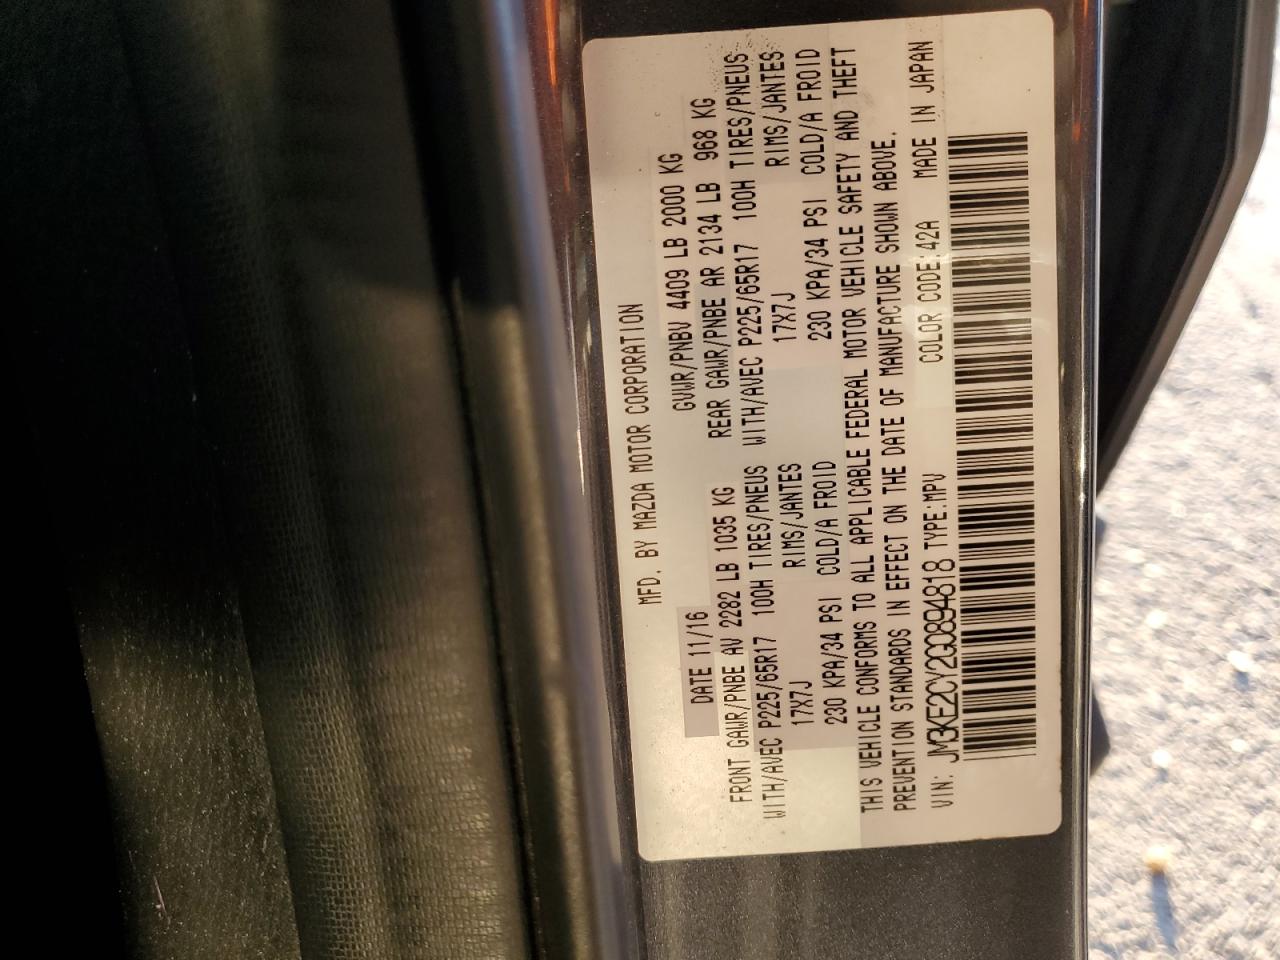 MFD. BY MAZDA MOTOR CORPORATION
DATE 11/16 GVWR/PNBV 4409 LB 2000 KG
FRONT GAWR/PNBE AV 2282 LB 1035 KG REAR GAWR/PNBE AR 2134 LB 968 KG
WITH/AVEC P225/65R17 100H TIRES/PNEUS WITH/AVEC P225/65R17 100H TIRES/PNEUS
17X7J RIMS/JANTES 17X7J RIMS/JANTES
230 KPA/34 PSI COLD/A FROID 230 KPA/34 PSI COLD/A FROID
THIS VEHICLE CONFORMS TO ALL APPLICABLE FEDERAL MOTOR VEHICLE SAFETY AND THEFT
PREVENTION STANDARDS IN EFFECT ON THE DATE OF MANUFACTURE SHOWN ABOVE.
VIN: JM3KE2CY2G0894818 TYPE:MPV COLOR CODE:42A MADE IN JAPAN